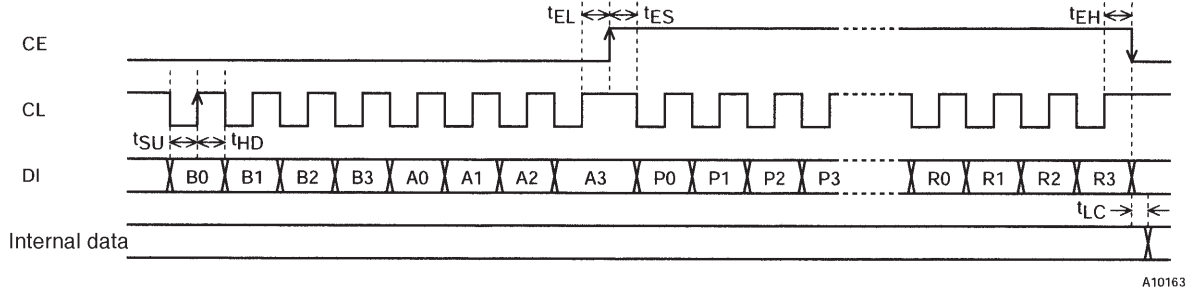 tEL tES tEH
CE
CL
tSU tHD
DI B0 B1 B2 B3 A0 A1 A2 A3 P0 P1 P2 P3 R0 R1 R2 R3
tLC
Internal data
A10163